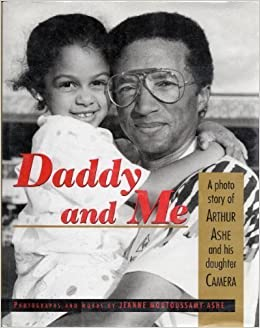 Daddy
and Me
A photo
story of
ARTHUR
ASHE
and his
daughter
CAMERA
PHOTOGRAPHS AND WORDS BY JEANNE MOUTOUSSAMY-ASHE